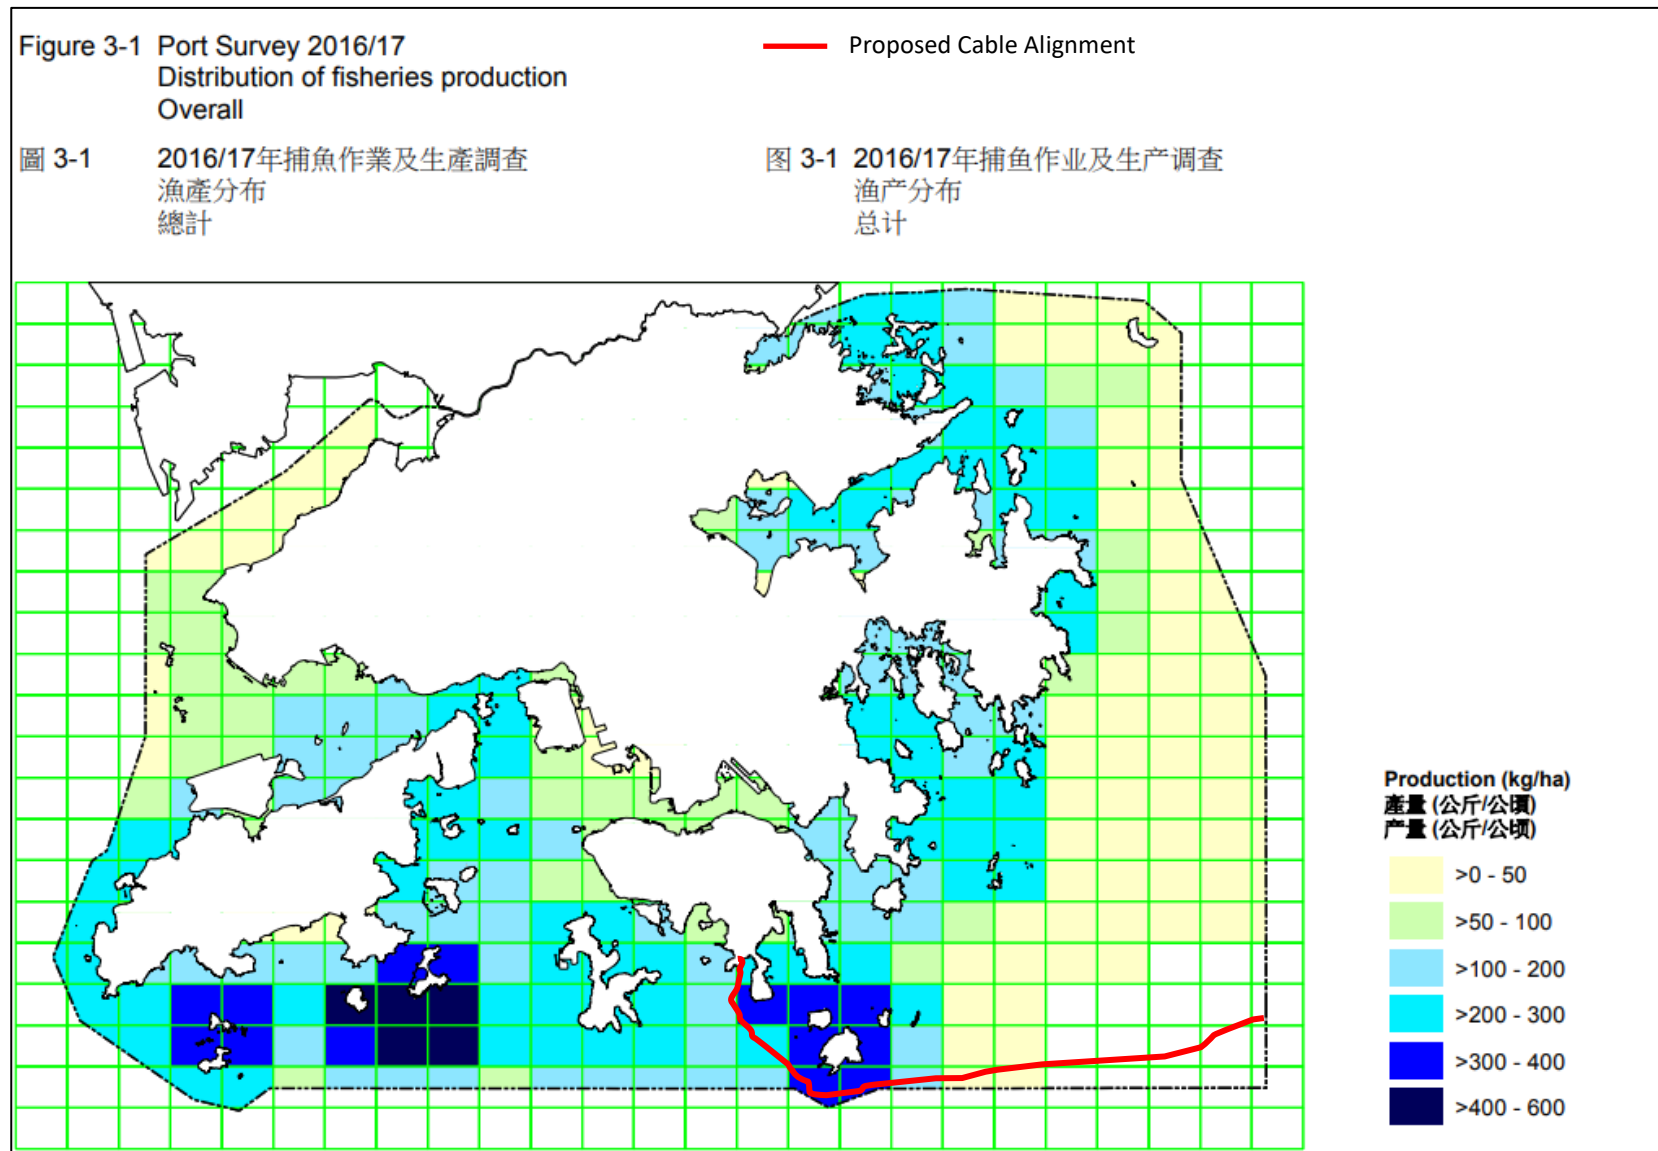 Figure 3-1 Port Survey 2016/17
Distribution of fisheries production
Overall
Proposed Cable Alignment
圖 3-1 2016/17年捕魚作業及生產調查
漁產分布
總計
图 3-1 2016/17年捕鱼作业及生产调查
渔产分布
总计
Production (kg/ha)
產量 (公斤/公頃)
产量 (公斤/公顷)
>0 - 50
>50 - 100
>100 - 200
>200 - 300
>300 - 400
>400 - 600